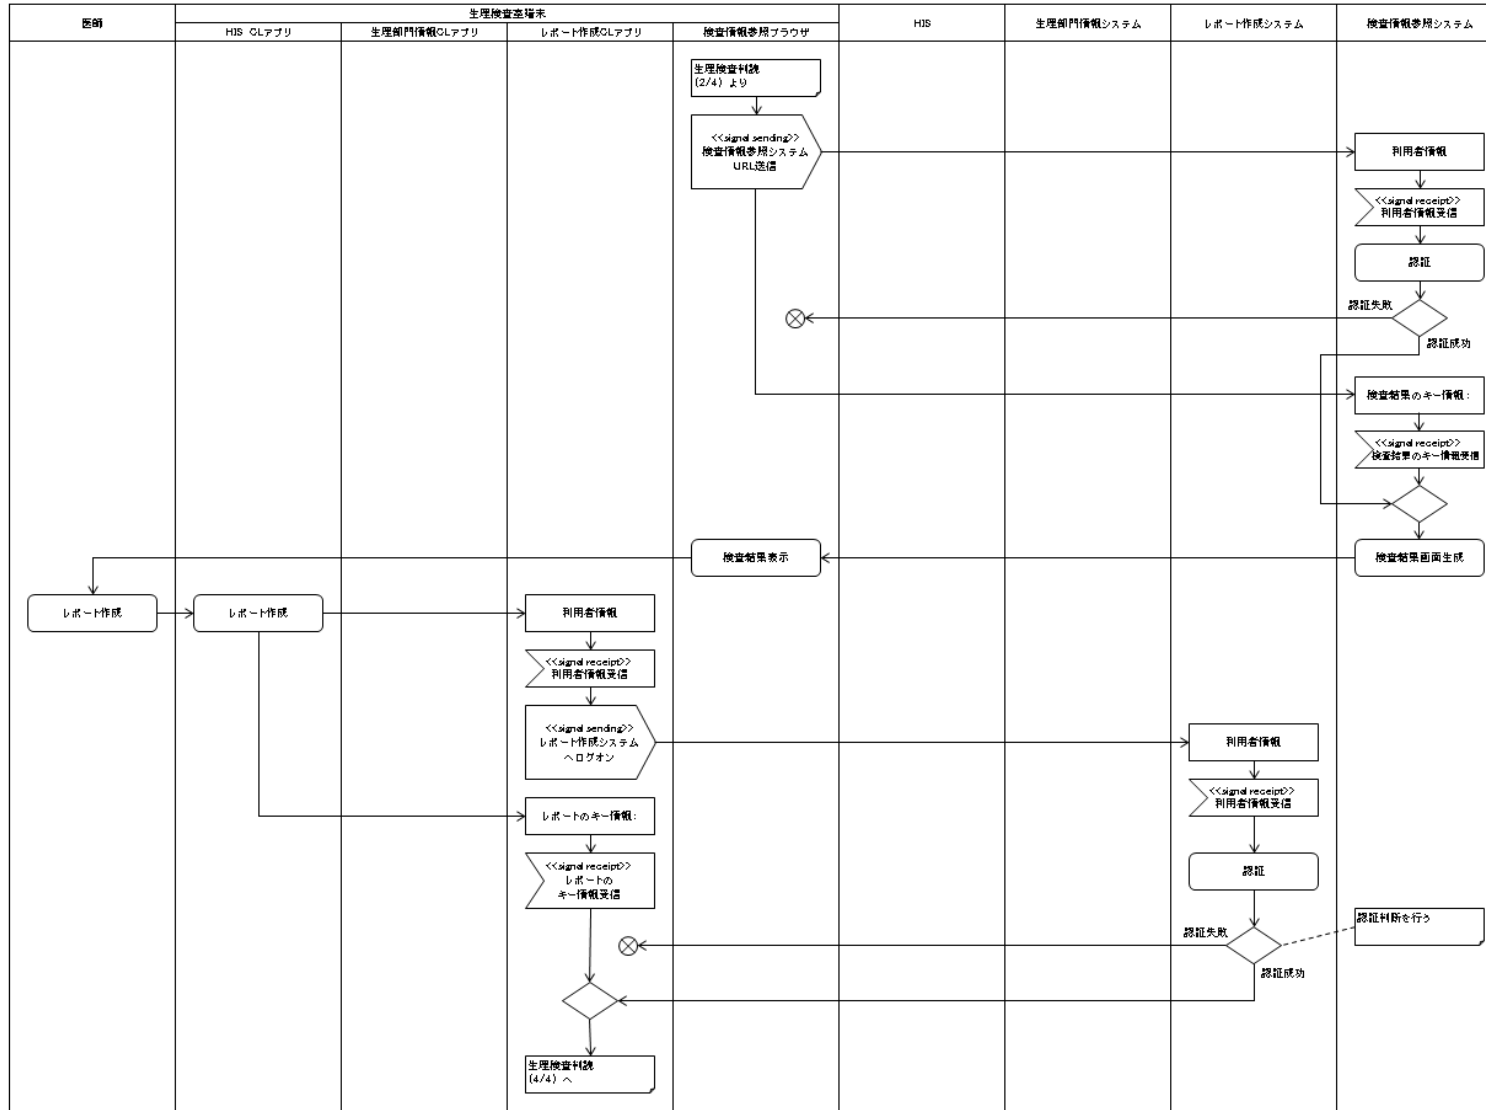 医師
生理検査室端末
HIS CLアプリ
生理部門情報CLアプリ
レポート作成CLアプリ
検査情報参照ブラウザ
HIS
生理部門情報システム
レポート作成システム
検査情報参照システム
生理検査判読
(2/4) より
<<signal sending>>
検査情報参照システム
URL送信
利用者情報
<<signal receipt>>
利用者情報受信
認証
認証失敗
認証成功
検査結果のキー情報:
<<signal receipt>>
検査結果のキー情報受信
検査結果表示
検査結果画面生成
レポート作成
レポート作成
利用者情報
<<signal receipt>>
利用者情報受信
<<signal sending>>
レポート作成システム
へログオン
利用者情報
<<signal receipt>>
利用者情報受信
レポートのキー情報:
<<signal receipt>>
レポートの
キー情報受信
認証
認証判断を行う
認証失敗
認証成功
生理検査判読
(4/4) へ